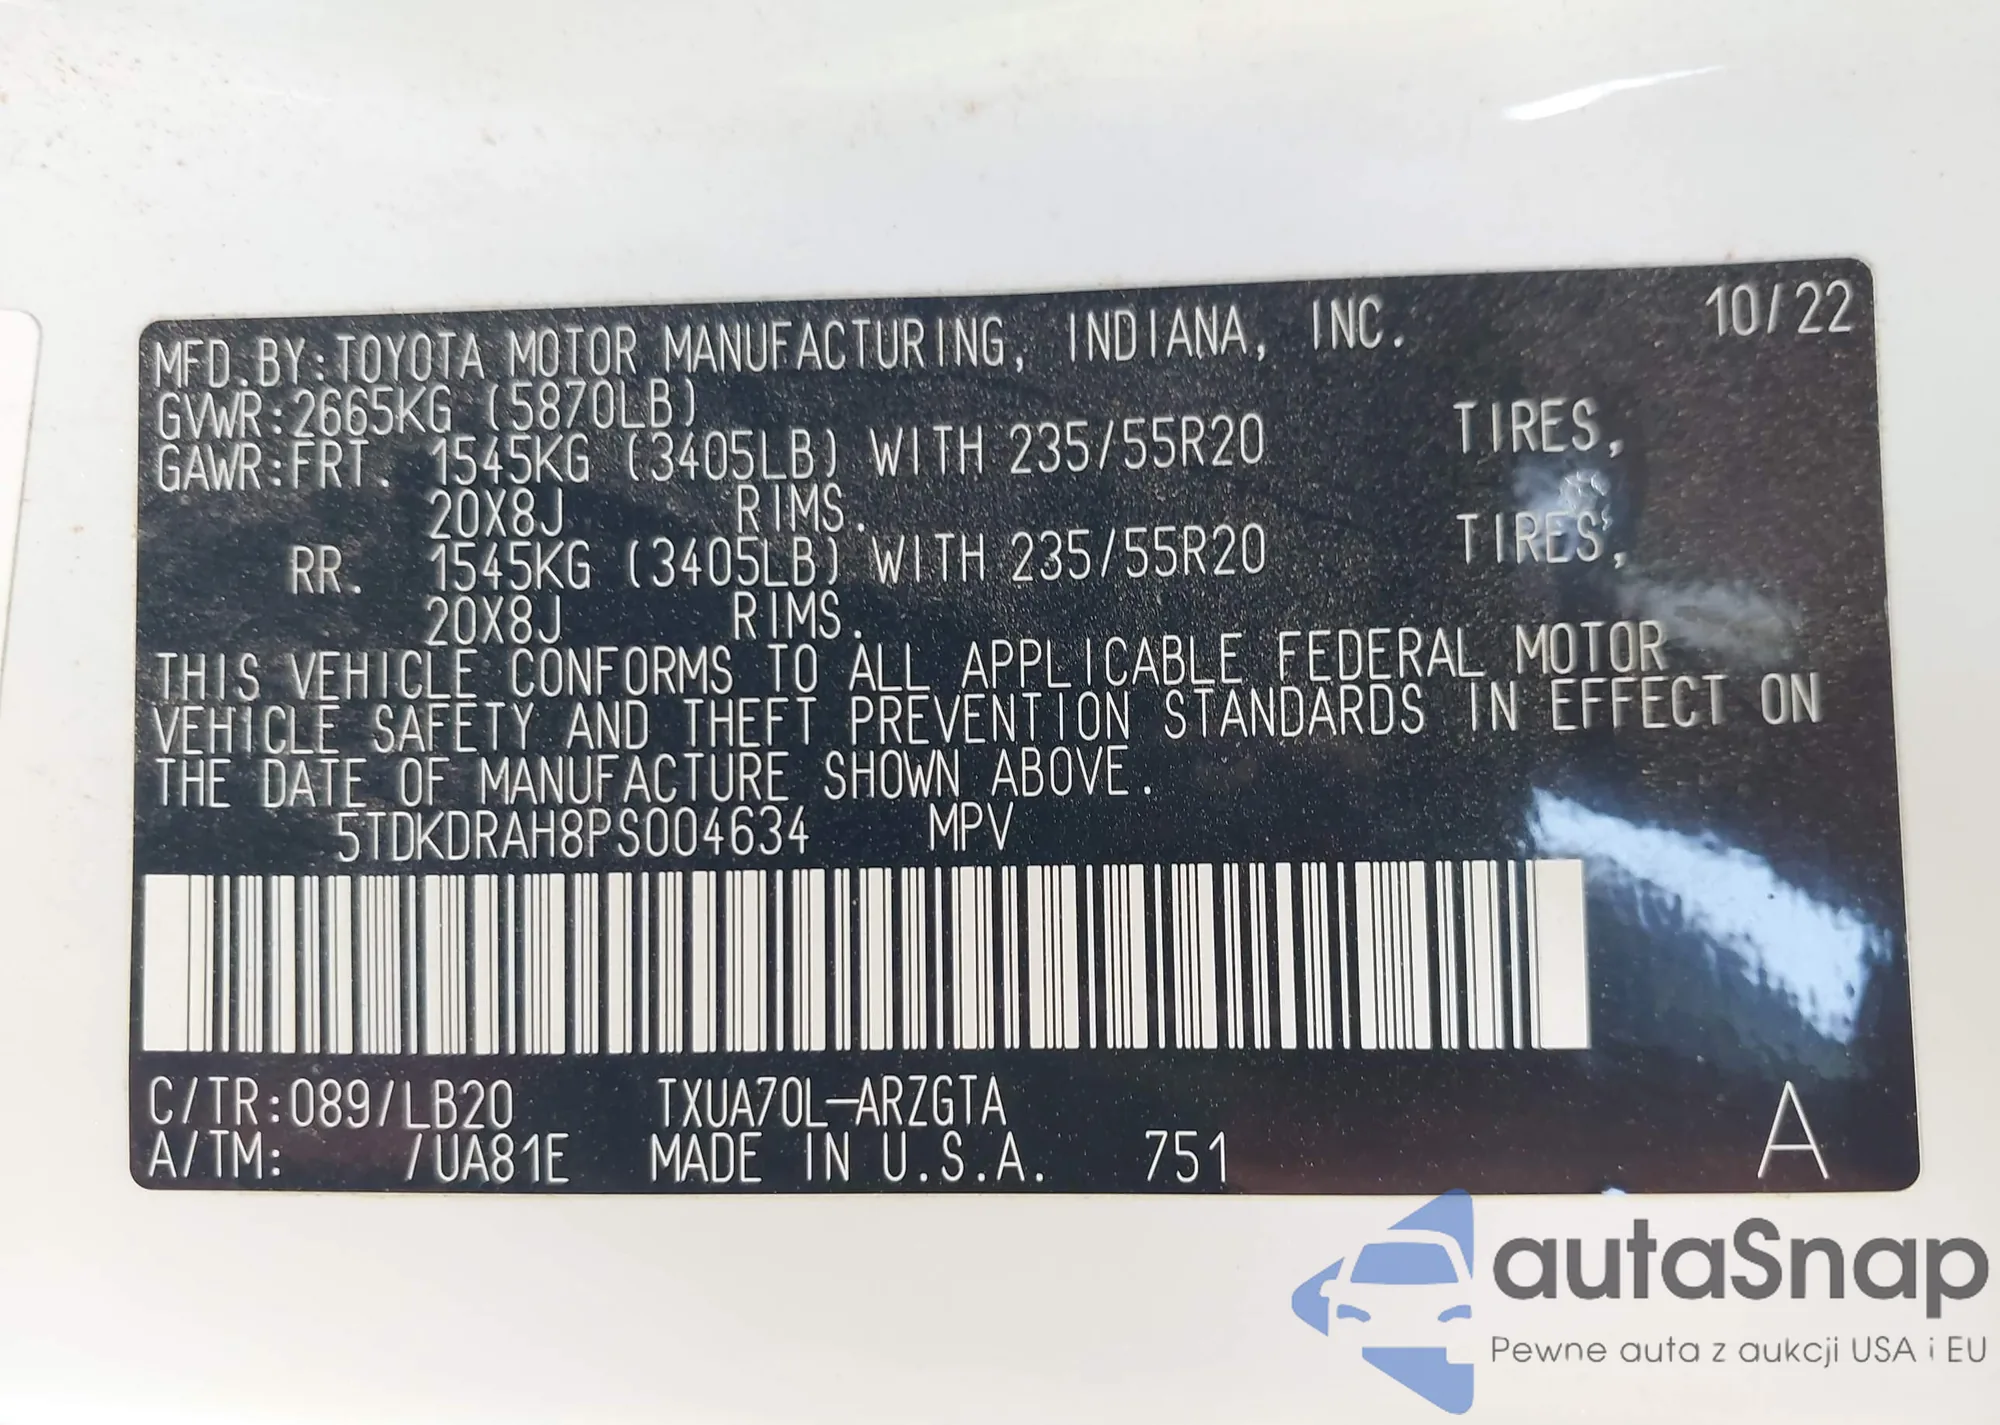 MFD.BY:TOYOTA MOTOR MANUFACTURING, INDIANA, INC. 10/22
GVWR:2665KG (5870LB)
GAWR:FRT. 1545KG (3405LB) WITH 235/55R20 TIRES,
20X8J RIMS.
RR. 1545KG (3405LB) WITH 235/55R20 TIRES,
20X8J RIMS.
THIS VEHICLE CONFORMS TO ALL APPLICABLE FEDERAL MOTOR
VEHICLE SAFETY AND THEFT PREVENTION STANDARDS IN EFFECT ON
THE DATE OF MANUFACTURE SHOWN ABOVE.
5TDKDRAH8PS004634 MPV
C/TR:089/LB20 TXUA70L-ARZGTA
A/TM: /UA81E MADE IN U.S.A. 751 A
autaSnap
Pewne auta z aukcji USA i EU